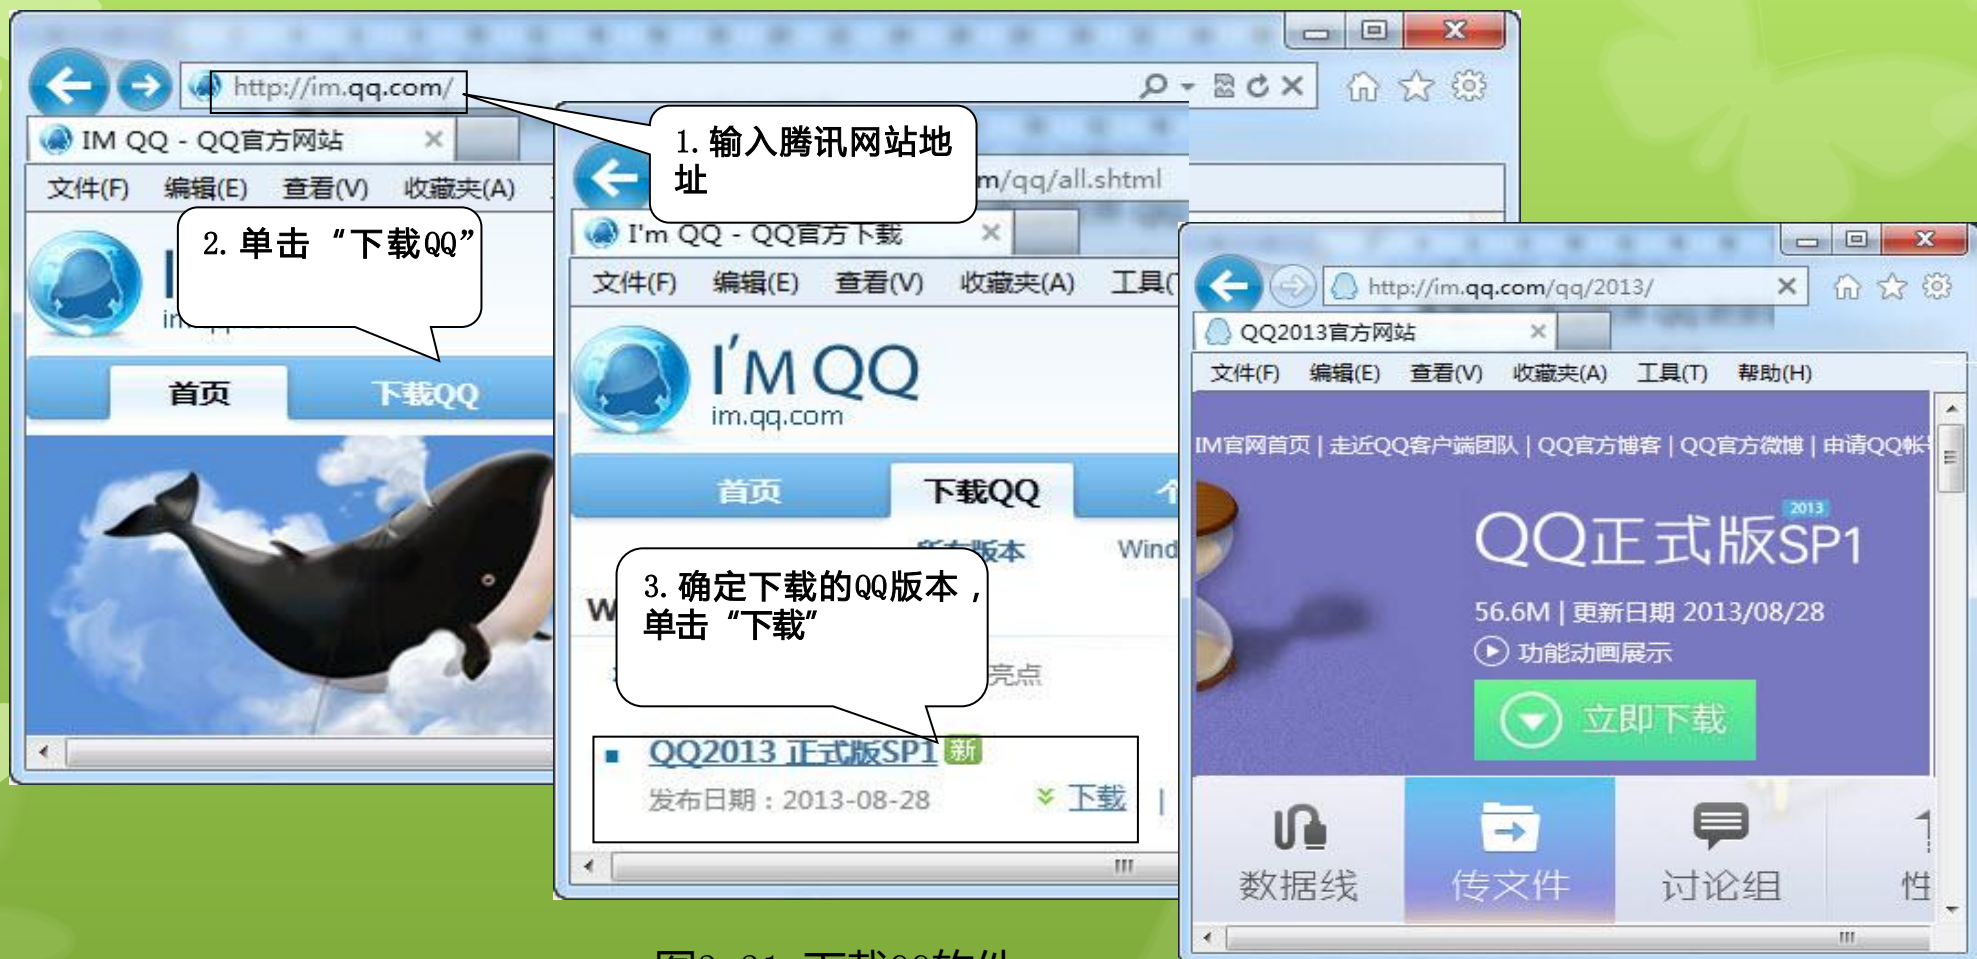 http://im.qq.com/
IM QQ - QQ官方网站
文件(F) 编辑(E) 查看(V) 收藏夹(A)
1.输入腾讯网站地
址
2.单击“下载QQ”
首页 下载QQ
m/qq/all.shtml
I'm QQ - QQ官方下载
文件(F) 编辑(E) 查看(V) 收藏夹(A) 工具(
I'M QQ
im.qq.com
首页 下载QQ
所有版本 Wind
3.确定下载的QQ版本，
单击“下载”
亮点
QQ2013 正式版SP1 新
发布日期：2013-08-28 下载 |
http://im.qq.com/qq/2013/
QQ2013官方网站
文件(F) 编辑(E) 查看(V) 收藏夹(A) 工具(T) 帮助(H)
IM官网首页 | 走近QQ客户端团队 | QQ官方博客 | QQ官方微博 | 申请QQ帐
2013
QQ正式版SP1
56.6M | 更新日期 2013/08/28
功能动画展示
立即下载
数据线 传文件 讨论组 性